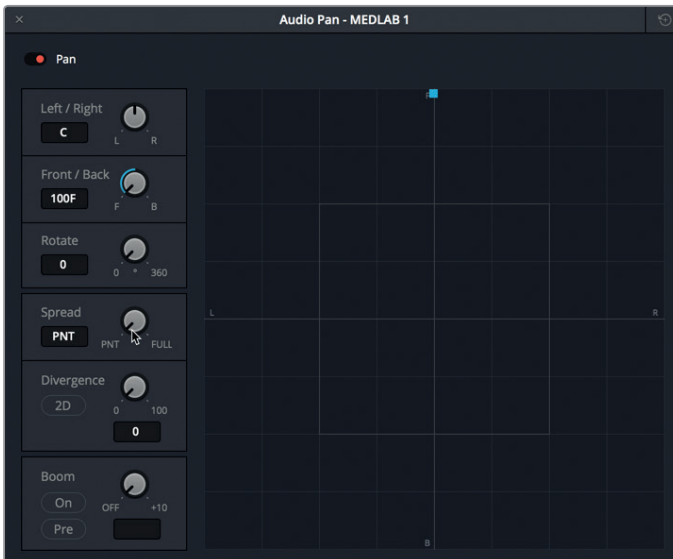 Audio Pan - MEDLAB 1
Pan
Left / Right
C
L R
Front / Back
100F
F B
Rotate
0
0 ° 360
Spread
PNT
PNT FULL
Divergence
2D
0 100
0
Boom
On
OFF +10
Pre
F
L
R
B